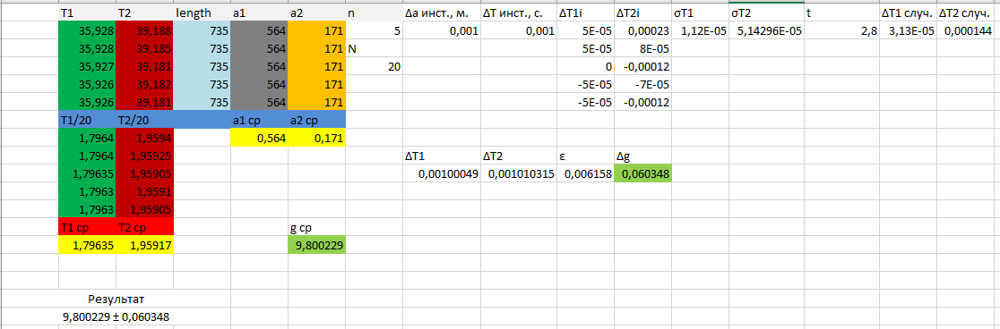 T1 T2 length a1 a2 n Δa инст., м. ΔT инст., с. ΔT1i ΔT2i σT1 σT2 t ΔT1 случ. ΔT2 случ.
35,928 39,188 735 564 171 5 0,001 0,001 5E-05 0,00023 1,12E-05 5,14296E-05 2,8 3,13E-05 0,000144
35,928 39,185 735 564 171 N 5E-05 8E-05
35,927 39,181 735 564 171 20 0 -0,00012
35,926 39,182 735 564 171 -5E-05 -7E-05
35,926 39,181 735 564 171 -5E-05 -0,00012
T1/20 T2/20 a1 ср a2 ср
1,7964 1,9594 0,564 0,171
1,7964 1,95925 ΔT1 ΔT2 ε Δg
1,79635 1,95905 0,00100049 0,001010315 0,006158 0,060348
1,7963 1,9591
1,7963 1,95905
T1 ср T2 ср g ср
1,79635 1,95917 9,800229
Результат
9,800229 ± 0,060348